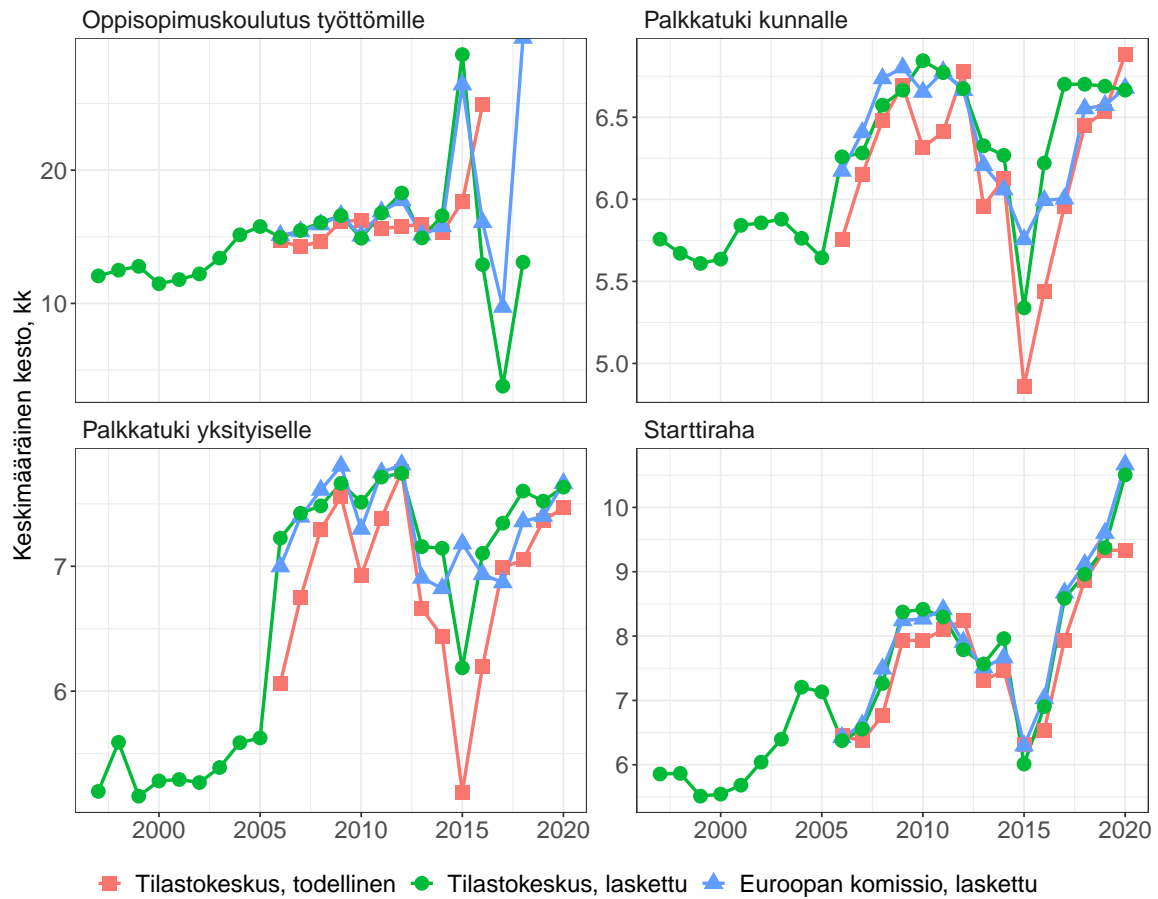 Oppisopimuskoulutus työttömille
Palkkatuki kunnalle
20
10
6.5
6.0
5.5
5.0
Keskimääräinen kesto, kk
Palkkatuki yksityiselle
Starttiraha
7
6
10
9
8
7
6
2000 2005 2010 2015 2020
2000 2005 2010 2015 2020
Tilastokeskus, todellinen Tilastokeskus, laskettu Euroopan komissio, laskettu